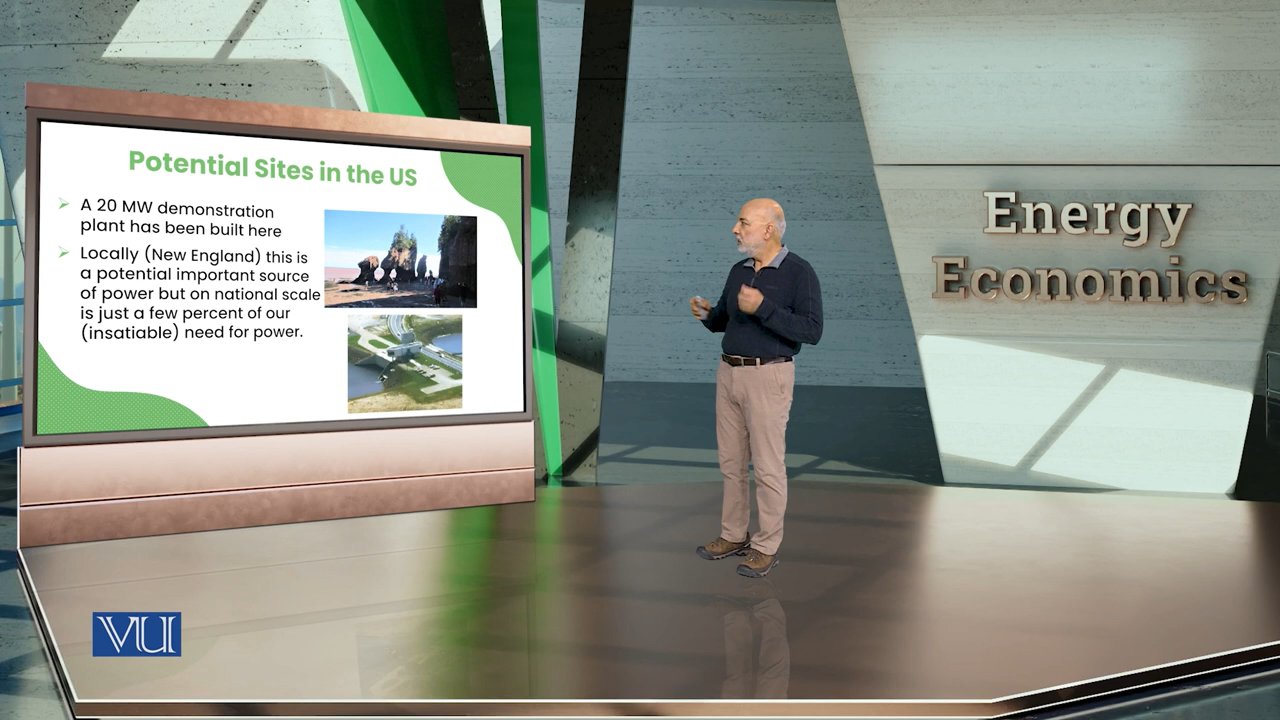 Potential Sites in the US
A 20 MW demonstration
plant has been built here
Locally (New England) this is
a potential important source
of power but on national scale
is just a few percent of our
(insatiable) need for power.
Energy
Economics
VU